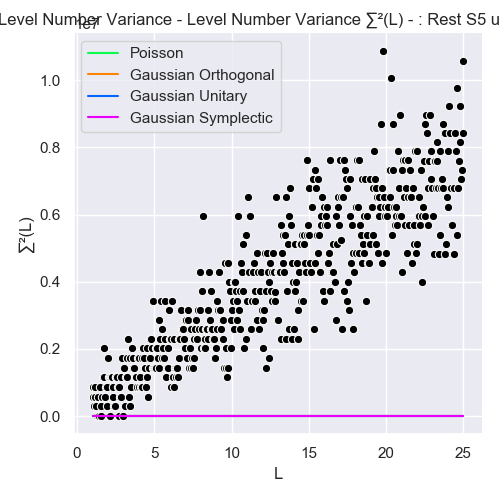 Level Number Variance - Level Number Variance ∑²(L) - : Rest S5 u
1e7
Poisson
Gaussian Orthogonal
Gaussian Unitary
Gaussian Symplectic
1.0
0.8
0.6
0.4
0.2
0.0
∑²(L)
0 5 10 15 20 25
L